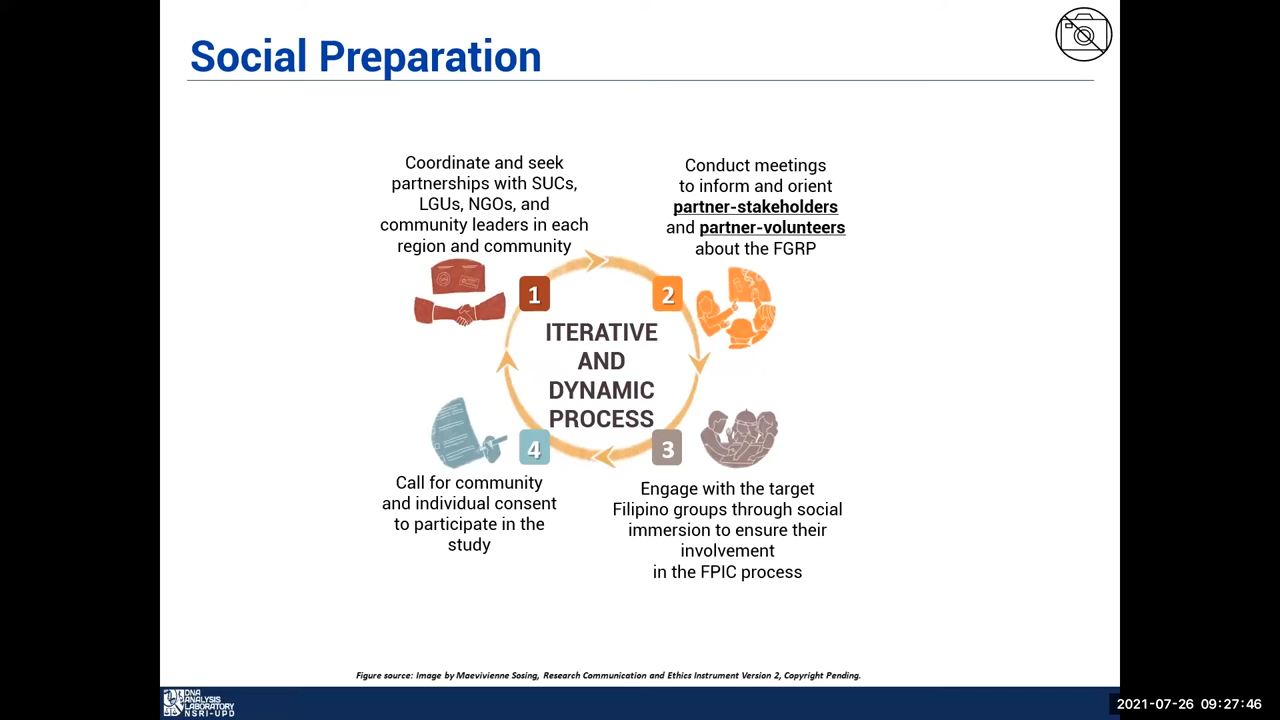 Social Preparation
Coordinate and seek
partnerships with SUCs,
LGUs, NGOs, and
community leaders in each
region and community
Conduct meetings
to inform and orient
partner-stakeholders
and partner-volunteers
about the FGRP
1
2
ITERATIVE
AND
DYNAMIC
PROCESS
4
3
Call for community
and individual consent
to participate in the
study
Engage with the target
Filipino groups through social
immersion to ensure their
involvement
in the FPIC process
Figure source: Image by Maevivienne Sosing, Research Communication and Ethics Instrument Version 2, Copyright Pending.
DNA
ANALYSIS
LABORATORY
NSRI-UPD
2021-07-26 09:27:46